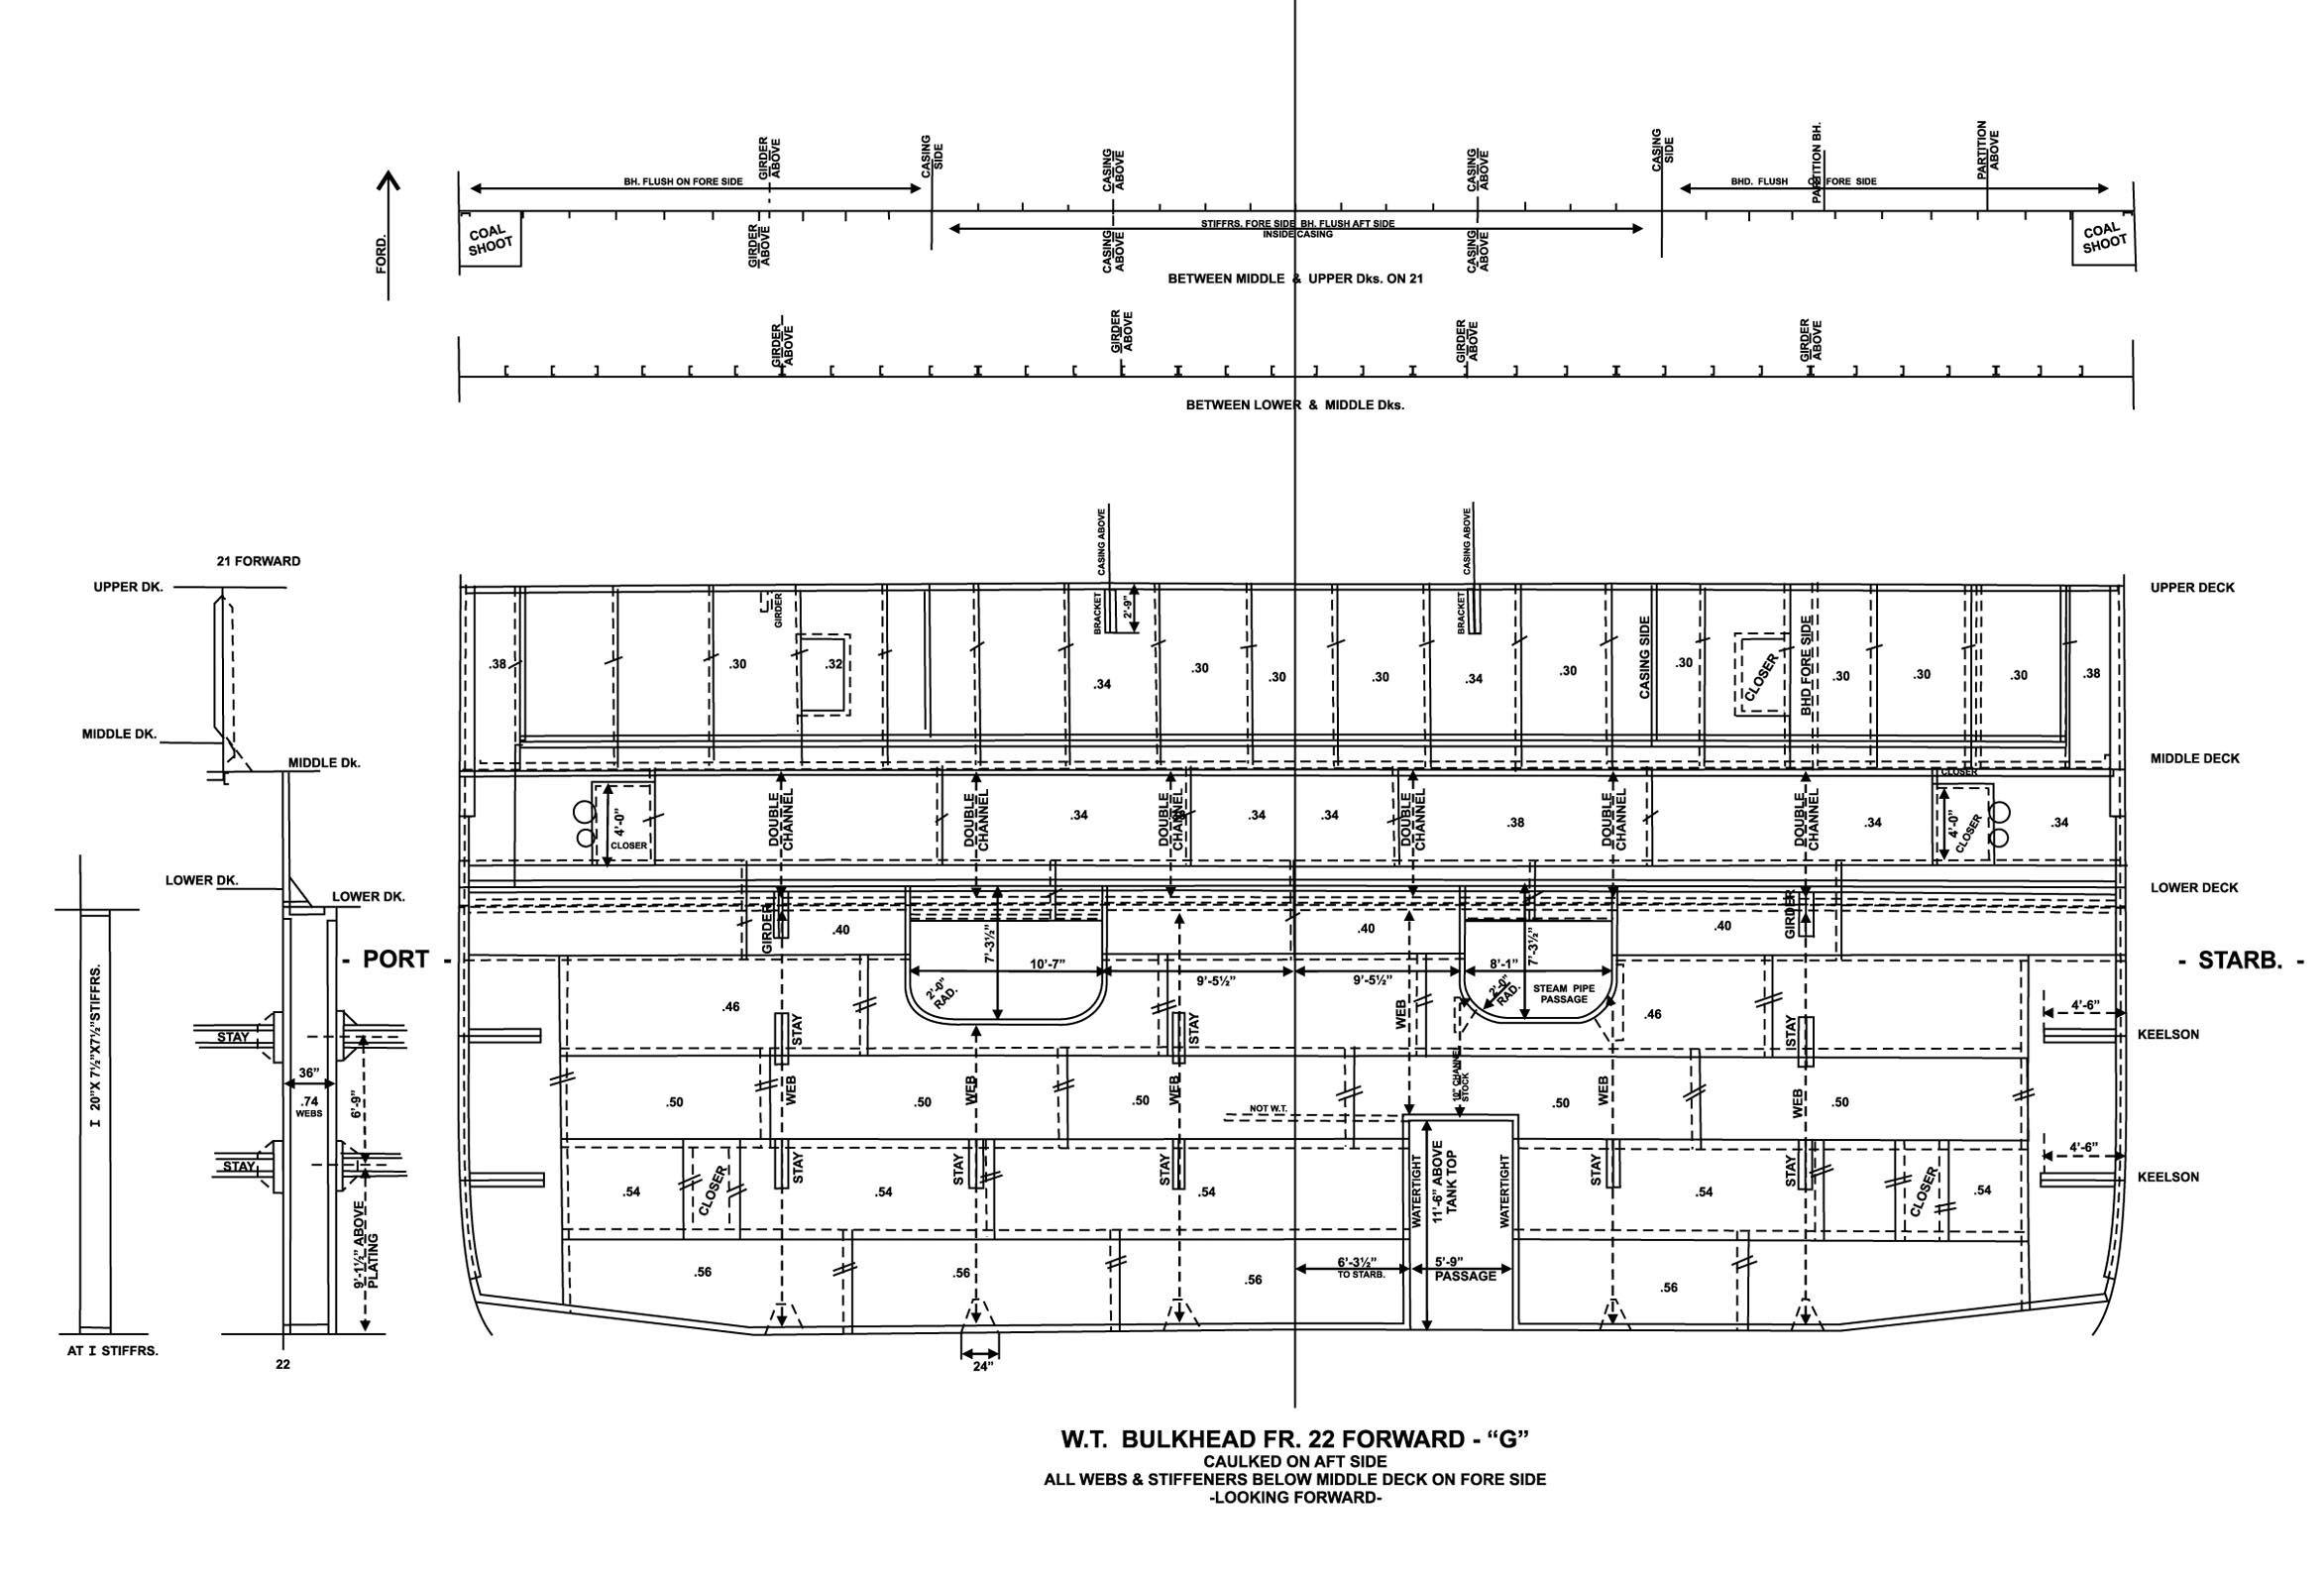 GIRDER ABOVE
CASING SIDE
CASING ABOVE
CASING ABOVE
CASING SIDE
PARTITION BH.
PARTITION ABOVE
BH. FLUSH ON FORE SIDE
BHD. FLUSH ON FORE SIDE
FORD.
COAL SHOOT
STIFFRS. FORE SIDE BH. FLUSH AFT SIDE
INSIDE CASING
COAL SHOOT
GIRDER ABOVE
CASING ABOVE
CASING ABOVE
BETWEEN MIDDLE & UPPER Dks. ON 21
GIRDER ABOVE
GIRDER ABOVE
GIRDER ABOVE
GIRDER ABOVE
BETWEEN LOWER & MIDDLE Dks.
21 FORWARD
UPPER DK.
MIDDLE DK.
MIDDLE Dk.
LOWER DK.
LOWER DK.
I 20”X 7½”X7½”STIFFRS.
AT I STIFFRS.
STAY
36”
.74
WEBS
6’-9”
STAY
9’-1½” ABOVE PLATING
22
- PORT -
CASING ABOVE
CASING ABOVE
UPPER DECK
GIRDER
BRACKET
2’-9”
BRACKET
CASING SIDE
BHD FORE SIDE
.38
.30
.32
.34
.30
.30
.30
.34
.30
.30
CLOSER
.30
.30
.30
.38
MIDDLE DECK
4’-0”
CLOSER
DOUBLE CHANNEL
DOUBLE CHANNEL
.34
DOUBLE CHANNEL
.34
.34
DOUBLE CHANNEL
.38
DOUBLE CHANNEL
DOUBLE CHANNEL
.34
CLOSER
4’-0”
CLOSER
.34
LOWER DECK
GIRDER
.40
7’-3½”
.40
7’-3½”
.40
GIRDER
- STARB. -
10’-7”
9’-5½”
9’-5½”
8’-1”
2’-0” RAD.
2’-0” RAD.
STEAM PIPE
PASSAGE
.46
STAY
STAY
WEB
.46
STAY
4’-6”
KEELSON
.50
WEB
.50
WEB
.50
WEB
NOT W.T.
.50
WEB
WEB
.50
.54
CLOSER
STAY
.54
STAY
STAY
.54
WATERTIGHT
11’-6” ABOVE TANK TOP
WATERTIGHT
STAY
.54
STAY
CLOSER
.54
4’-6”
KEELSON
.56
.56
.56
6’-3½”
TO STARB.
5’-9”
PASSAGE
.56
24”
W.T. BULKHEAD FR. 22 FORWARD - “G”
CAULKED ON AFT SIDE
ALL WEBS & STIFFENERS BELOW MIDDLE DECK ON FORE SIDE
-LOOKING FORWARD-